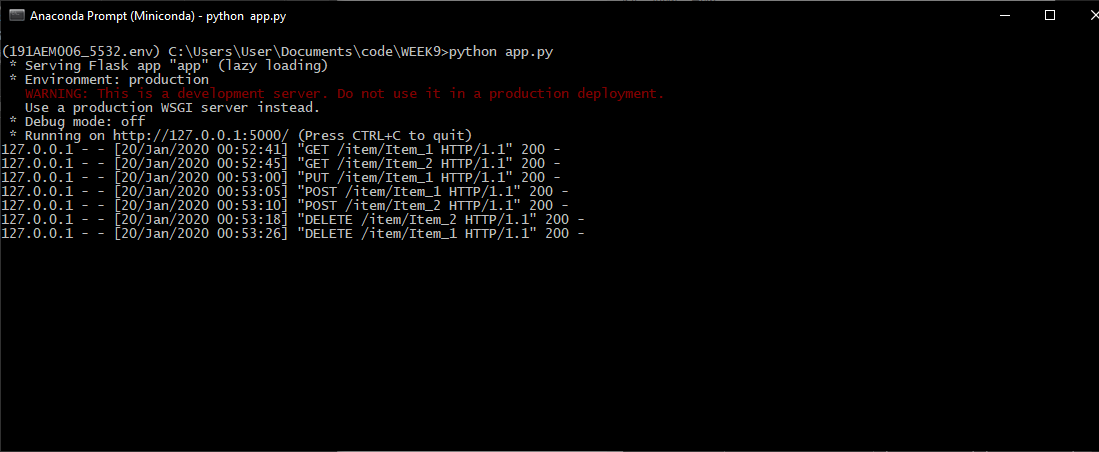 Anaconda Prompt (Miniconda) - python  app.py
(191AEM006_5532.env) C:\Users\User\Documents\code\WEEK9>python app.py
 * Serving Flask app "app" (lazy loading)
 * Environment: production
   WARNING: This is a development server. Do not use it in a production deployment.
   Use a production WSGI server instead.
 * Debug mode: off
 * Running on http://127.0.0.1:5000/ (Press CTRL+C to quit)
127.0.0.1 - - [20/Jan/2020 00:52:41] "GET /item/Item_1 HTTP/1.1" 200 -
127.0.0.1 - - [20/Jan/2020 00:52:45] "GET /item/Item_2 HTTP/1.1" 200 -
127.0.0.1 - - [20/Jan/2020 00:53:00] "PUT /item/Item_1 HTTP/1.1" 200 -
127.0.0.1 - - [20/Jan/2020 00:53:05] "POST /item/Item_1 HTTP/1.1" 200 -
127.0.0.1 - - [20/Jan/2020 00:53:10] "POST /item/Item_2 HTTP/1.1" 200 -
127.0.0.1 - - [20/Jan/2020 00:53:18] "DELETE /item/Item_2 HTTP/1.1" 200 -
127.0.0.1 - - [20/Jan/2020 00:53:26] "DELETE /item/Item_1 HTTP/1.1" 200 -